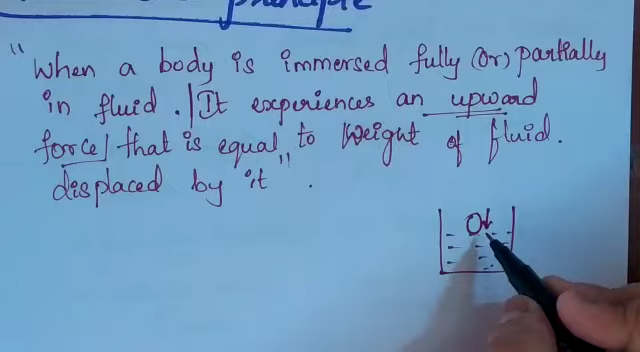 principle
"When a body is immersed fully (or) partially
in fluid. It experiences an upward
force that is equal to weight of fluid.
displaced by it".